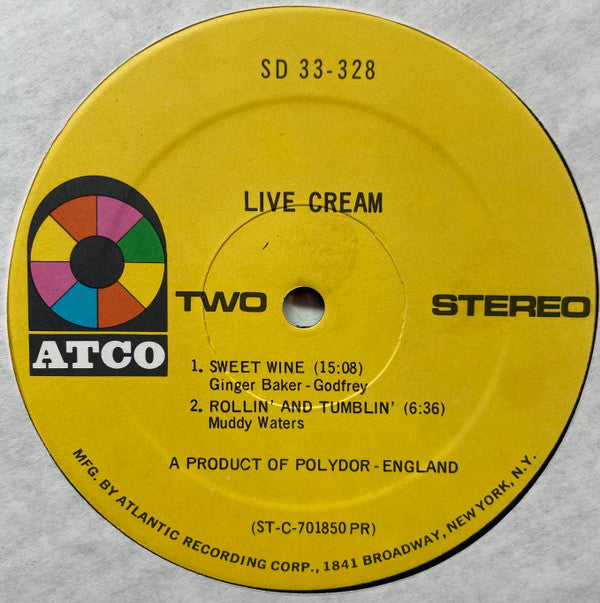 SD 33-328
LIVE CREAM
TWO
STEREO
ATCO
1. SWEET WINE (15:08)
Ginger Baker - Godfrey
2. ROLLIN' AND TUMBLIN' (6:36)
Muddy Waters
A PRODUCT OF POLYDOR - ENGLAND
(ST-C-701850 PR)
MFG. BY ATLANTIC RECORDING CORP., 1841 BROADWAY, NEW YORK, N.Y.